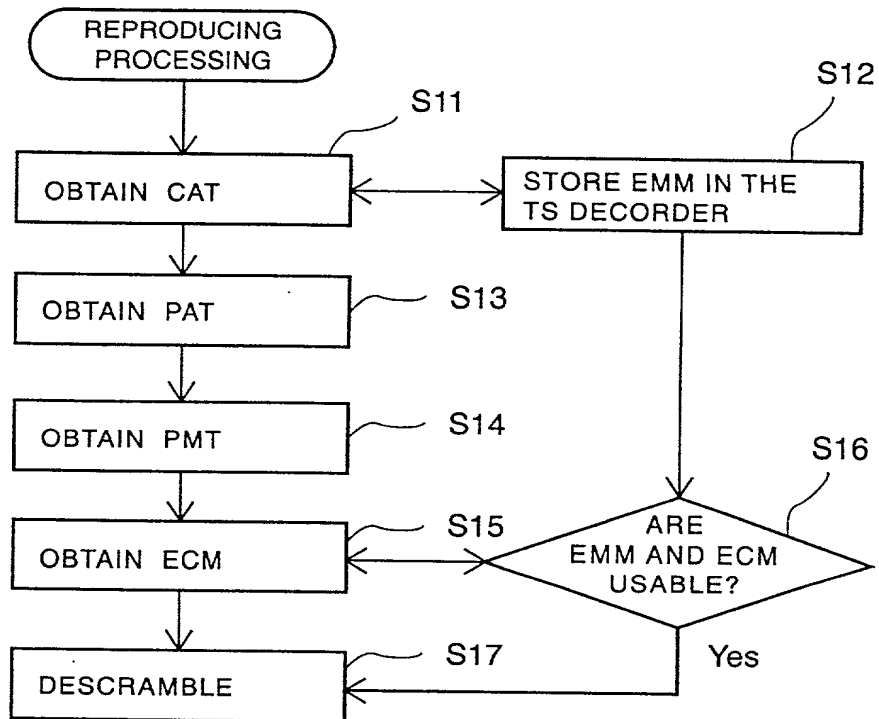 REPRODUCING
PROCESSING
S11
S12
OBTAIN CAT
STORE EMM IN THE
TS DECORDER
OBTAIN PAT
S13
OBTAIN PMT
S14
S16
S15
OBTAIN ECM
ARE
EMM AND ECM
USABLE?
S17
Yes
DESCRAMBLE